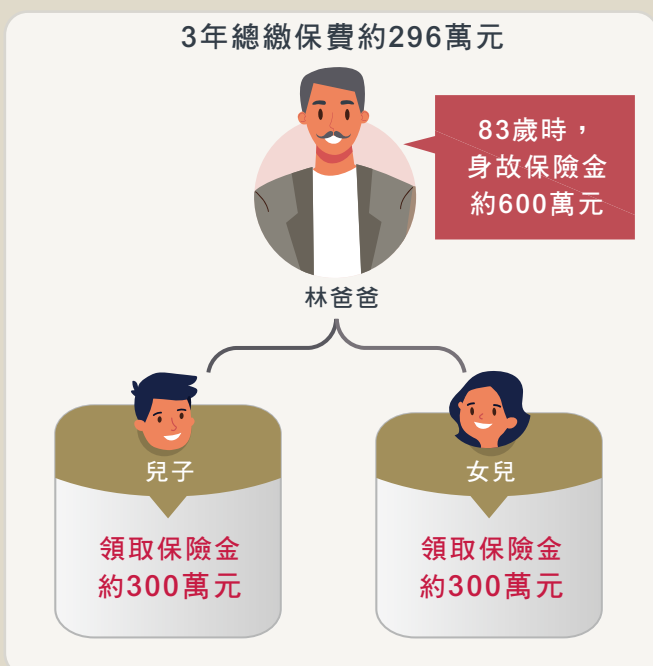 3年總繳保費約296萬元
83歲時，
身故保險金
約600萬元
林爸爸
兒子
女兒
領取保險金
約300萬元
領取保險金
約300萬元